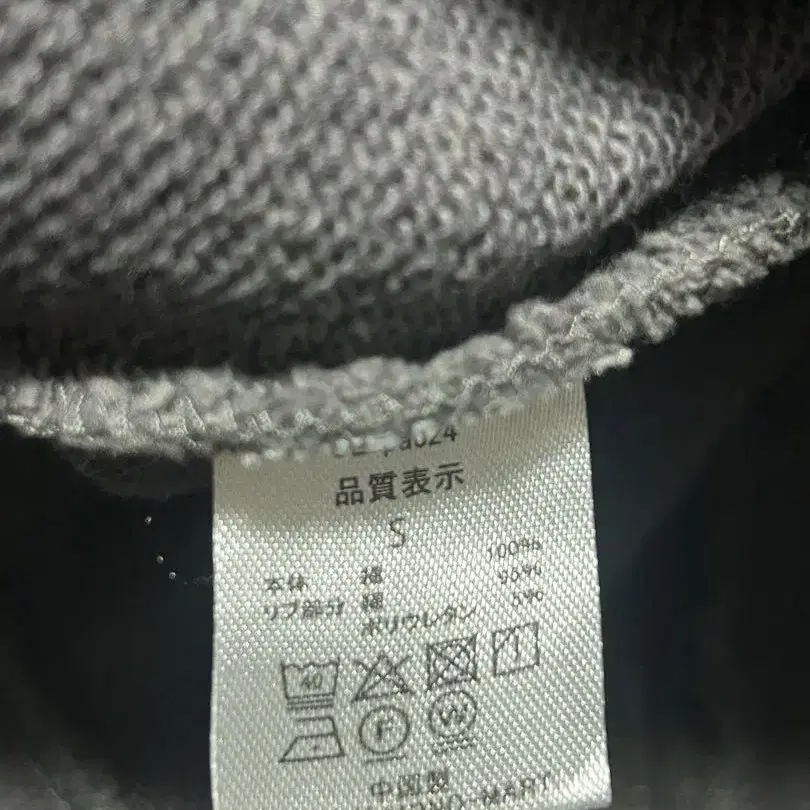 品質表示
S
本体 綿 100%
リブ部分 綿 95%
ポリウレタン 5%
40
F W
中国製